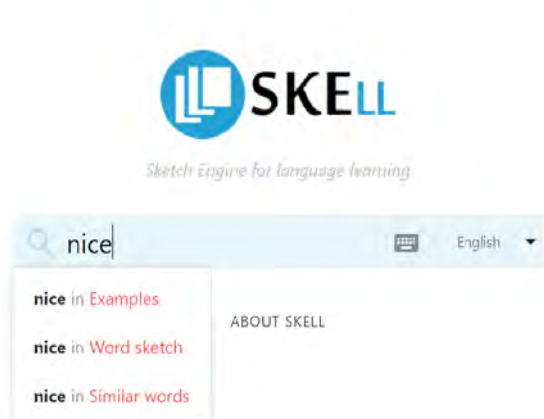 SKELL
Sketch Engine for language learning
nice English
nice in Examples
ABOUT SKELL
nice in Word sketch
nice in Similar words